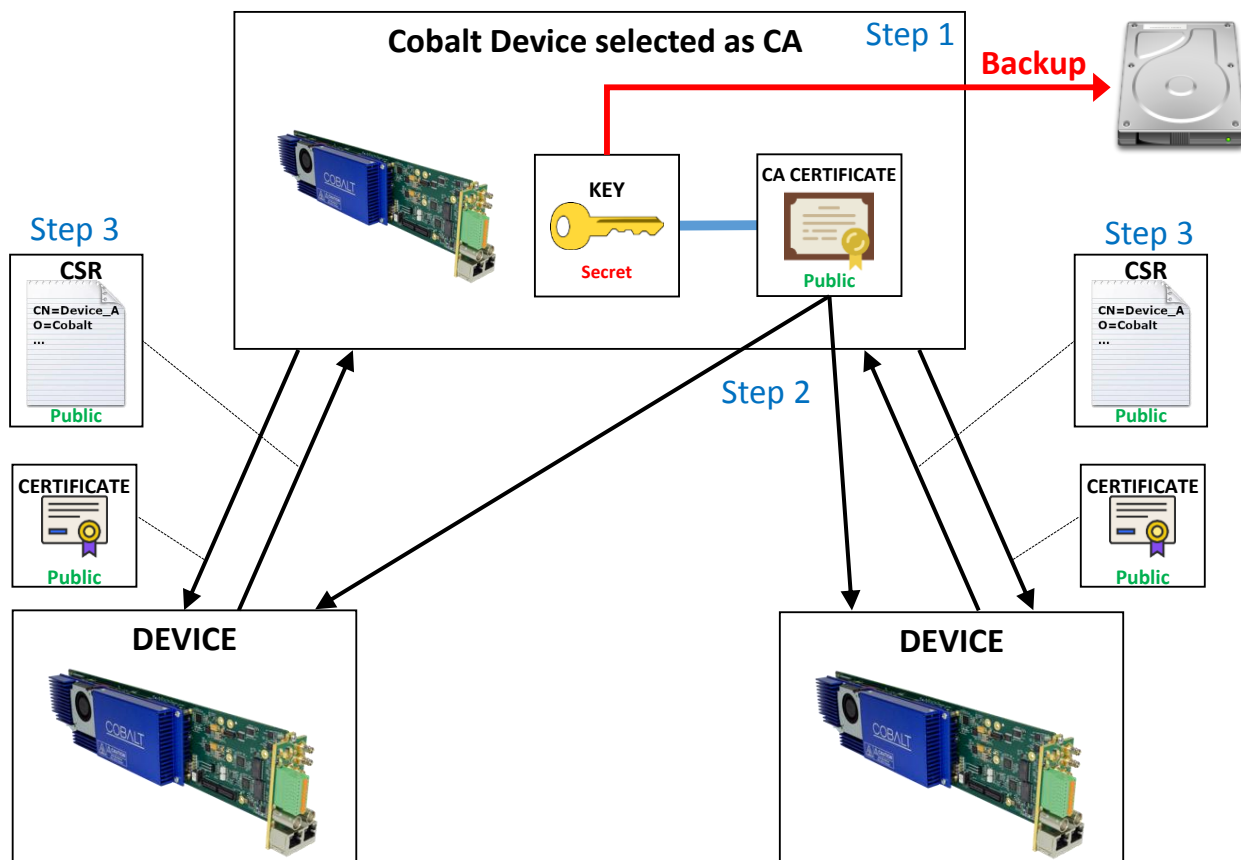 Cobalt Device selected as CA
Step 1
Backup
KEY
Secret
CA CERTIFICATE
Public
COBALT
Step 3
CSR
CN=Device_A
O=Cobalt
...
Public
Step 3
CSR
CN=Device_A
O=Cobalt
...
Public
Step 2
CERTIFICATE
Public
CERTIFICATE
Public
DEVICE
COBALT
DEVICE
COBALT